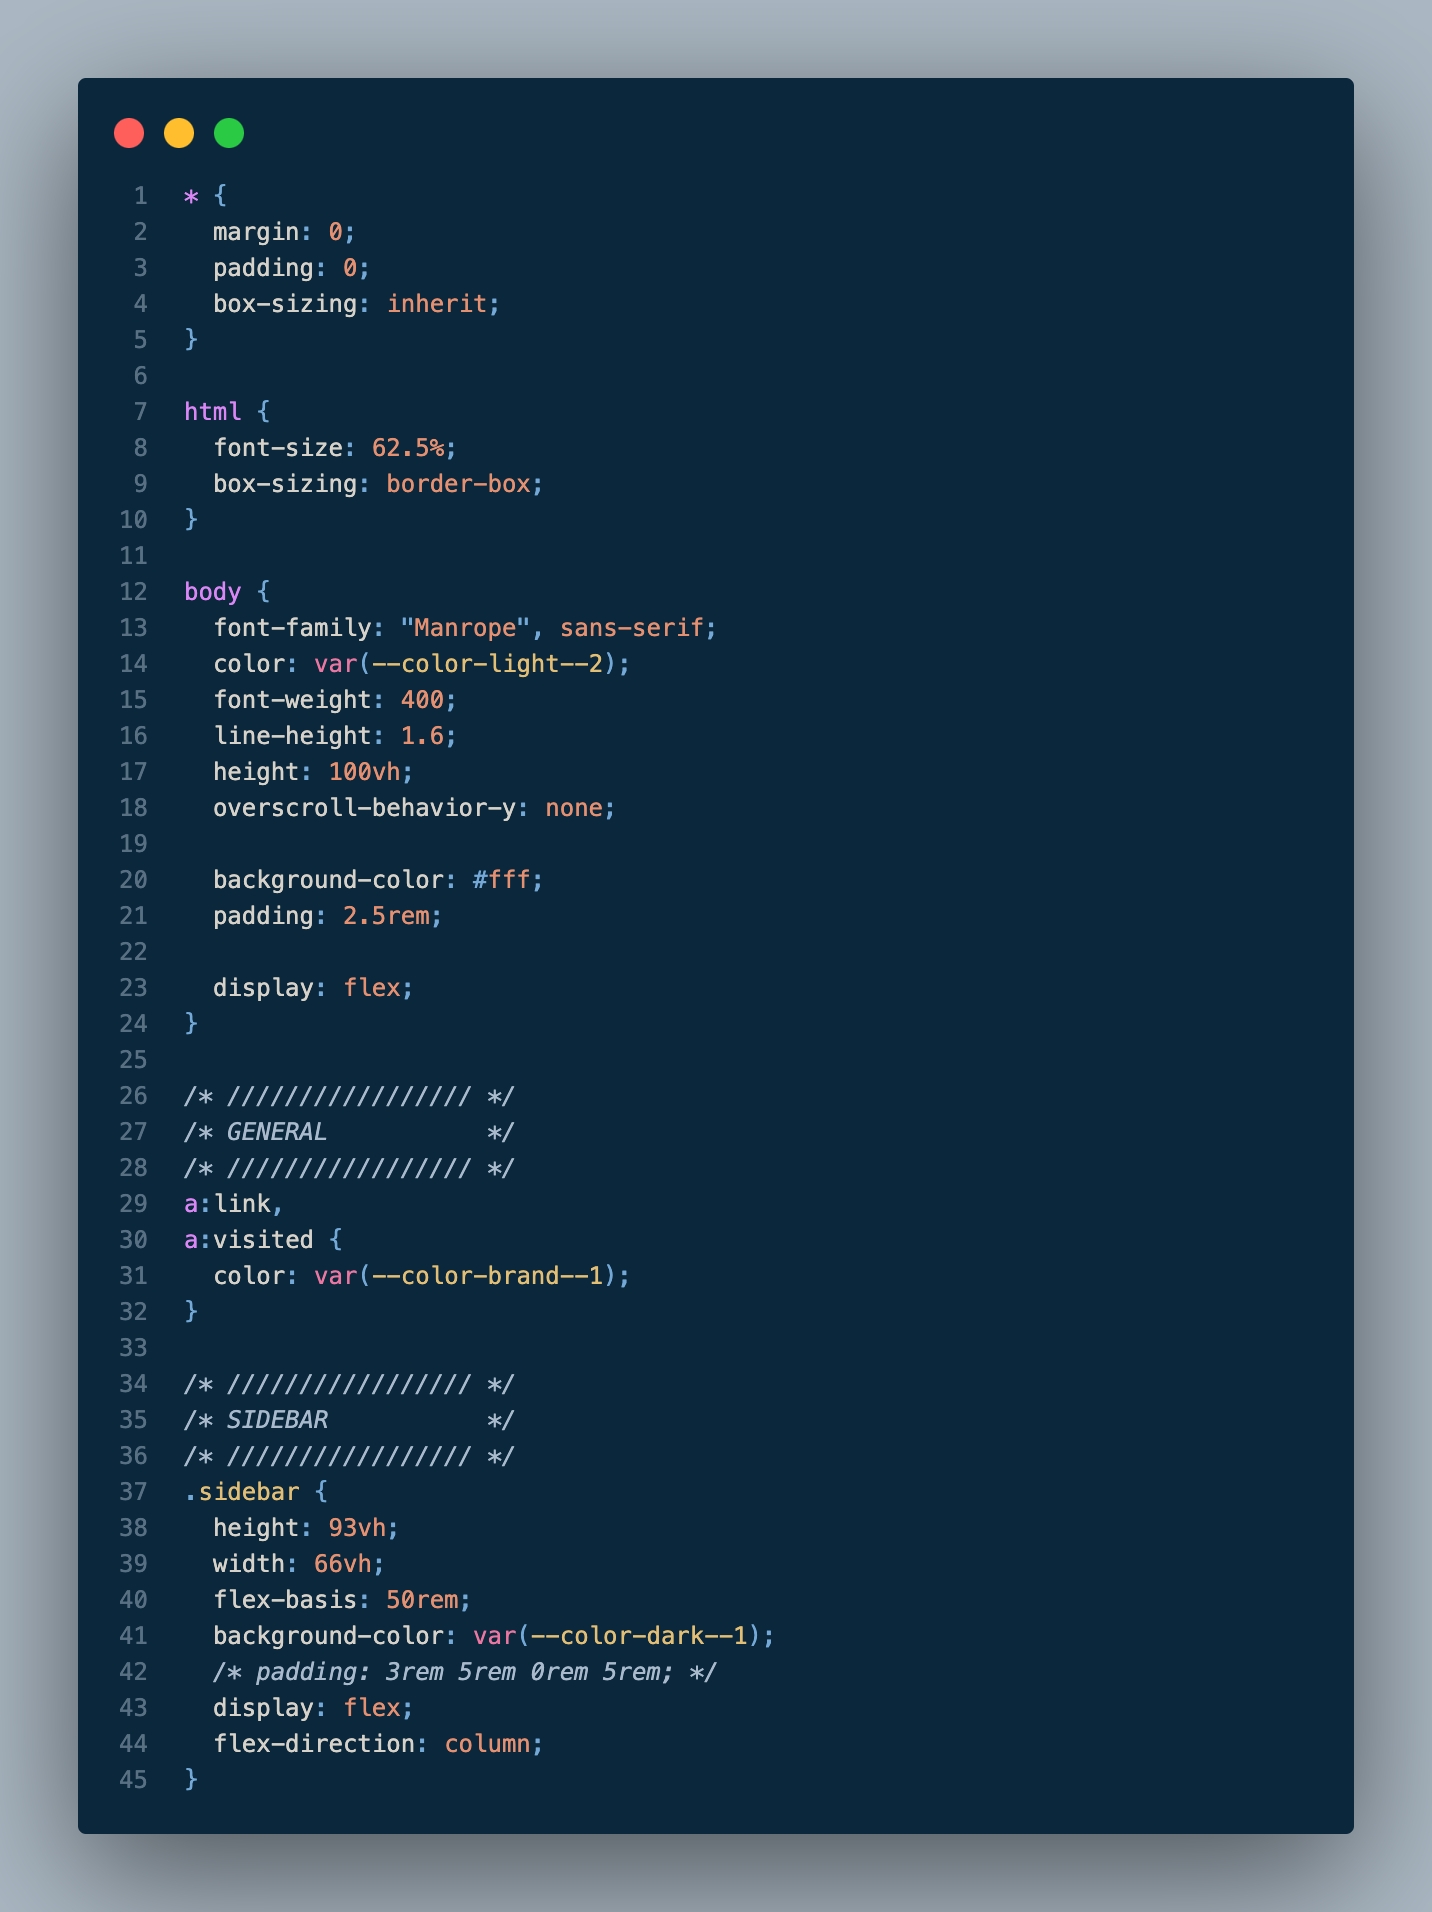 1 * {
2   margin: 0;
3   padding: 0;
4   box-sizing: inherit;
5 }
6
7 html {
8   font-size: 62.5%;
9   box-sizing: border-box;
10 }
11
12 body {
13   font-family: "Manrope", sans-serif;
14   color: var(--color-light--2);
15   font-weight: 400;
16   line-height: 1.6;
17   height: 100vh;
18   overscroll-behavior-y: none;
19
20   background-color: #fff;
21   padding: 2.5rem;
22
23   display: flex;
24 }
25
26 /* ///////////////// */
27 /* GENERAL           */
28 /* ///////////////// */
29 a:link,
30 a:visited {
31   color: var(--color-brand--1);
32 }
33
34 /* ///////////////// */
35 /* SIDEBAR           */
36 /* ///////////////// */
37 .sidebar {
38   height: 93vh;
39   width: 66vh;
40   flex-basis: 50rem;
41   background-color: var(--color-dark--1);
42   /* padding: 3rem 5rem 0rem 5rem; */
43   display: flex;
44   flex-direction: column;
45 }